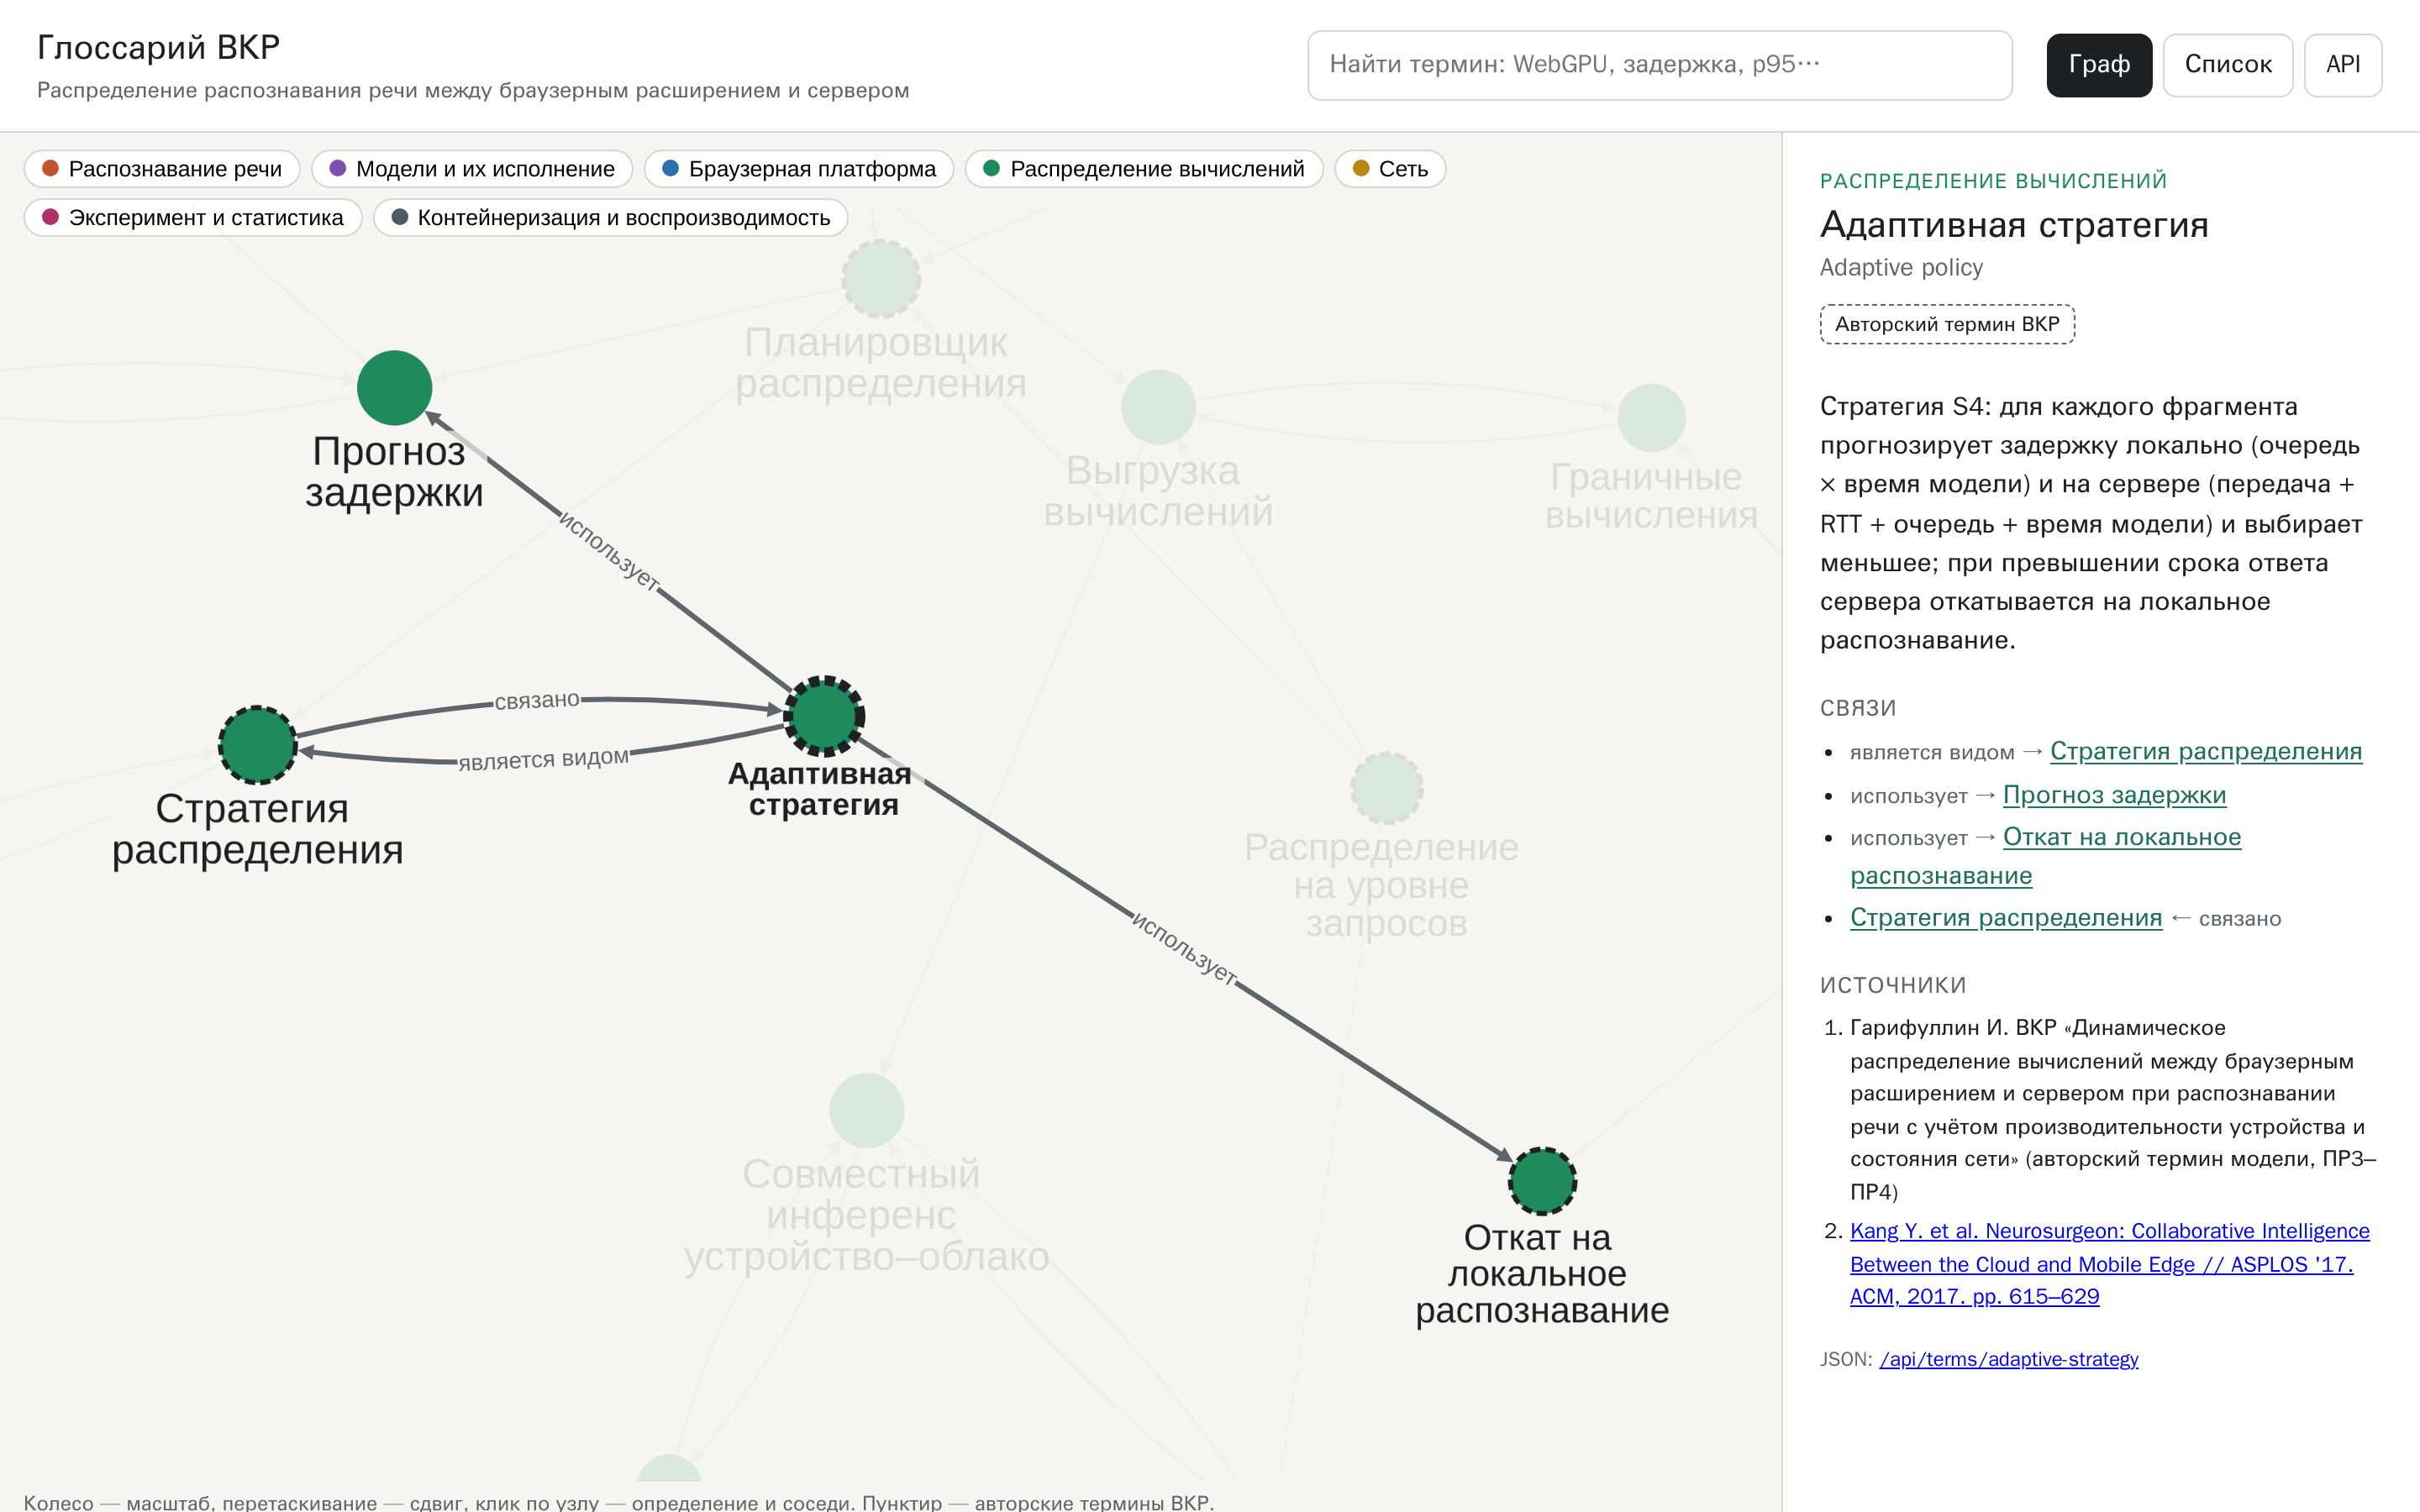 Глоссарий ВКР
Распределение распознавания речи между браузерным расширением и сервером
Найти термин: WebGPU, задержка, p95…
Граф
Список
API
Распознавание речи
Модели и их исполнение
Браузерная платформа
Распределение вычислений
Сеть
Эксперимент и статистика
Контейнеризация и воспроизводимость
Планировщик
распределения
Прогноз
задержки
Выгрузка
вычислений
Граничные
вычисления
использует
связано
является видом
Стратегия
распределения
Адаптивная
стратегия
Распределение
на уровне
запросов
использует
Совместный
инференс
устройство–облако
Откат на
локальное
распознавание
Колесо — масштаб, перетаскивание — сдвиг, клик по узлу — определение и соседи. Пунктир — авторские термины ВКР.
РАСПРЕДЕЛЕНИЕ ВЫЧИСЛЕНИЙ
Адаптивная стратегия
Adaptive policy
Авторский термин ВКР
Стратегия S4: для каждого фрагмента
прогнозирует задержку локально (очередь
× время модели) и на сервере (передача +
RTT + очередь + время модели) и выбирает
меньшее; при превышении срока ответа
сервера откатывается на локальное
распознавание.
СВЯЗИ
• является видом → Стратегия распределения
• использует → Прогноз задержки
• использует → Откат на локальное
распознавание
• Стратегия распределения ← связано
ИСТОЧНИКИ
1. Гарифуллин И. ВКР «Динамическое
распределение вычислений между браузерным
расширением и сервером при распознавании
речи с учётом производительности устройства и
состояния сети» (авторский термин модели, ПР3–
ПР4)
2. Kang Y. et al. Neurosurgeon: Collaborative Intelligence
Between the Cloud and Mobile Edge // ASPLOS '17.
ACM, 2017. pp. 615–629
JSON: /api/terms/adaptive-strategy